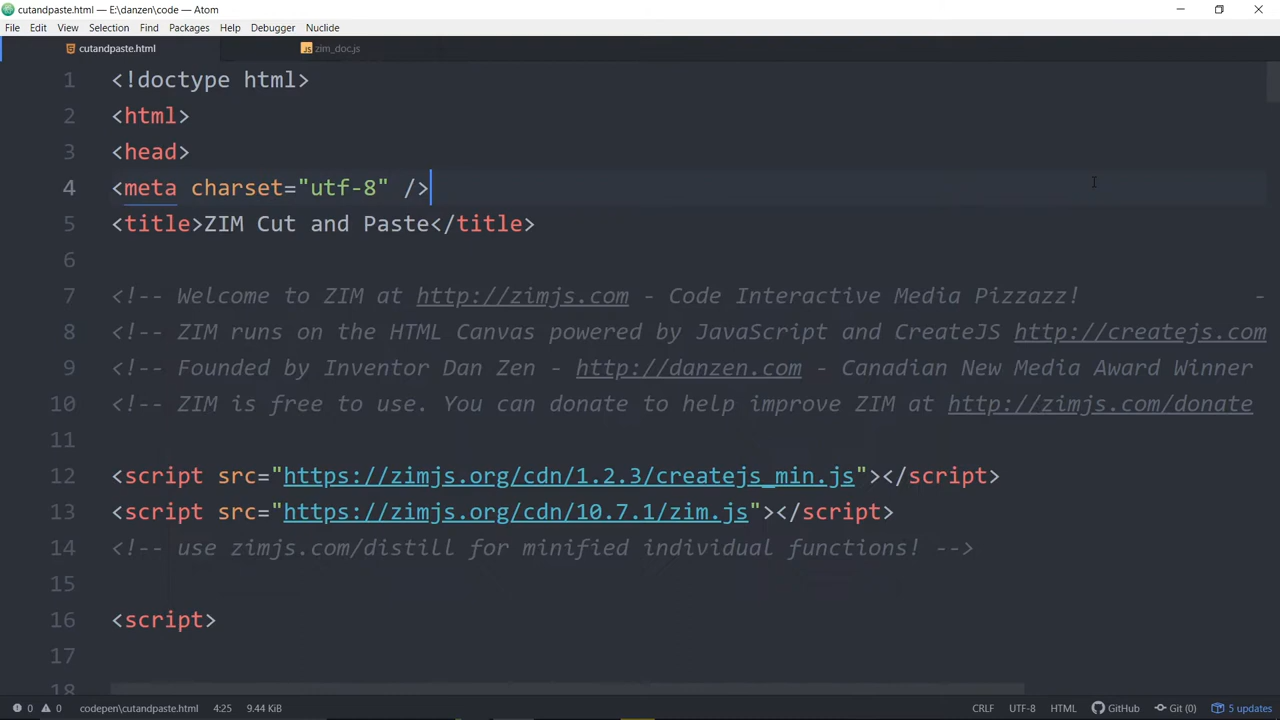 cutandpaste.html — E:\danzen\code — Atom
File Edit View Selection Find Packages Help Debugger Nuclide
cutandpaste.html
JS zim_doc.js
1 <!doctype html>
2 <html>
3 <head>
4 <meta charset="utf-8" />
5 <title>ZIM Cut and Paste</title>
6
7 <!-- Welcome to ZIM at http://zimjs.com - Code Interactive Media Pizzazz! -
8 <!-- ZIM runs on the HTML Canvas powered by JavaScript and CreateJS http://createjs.com
9 <!-- Founded by Inventor Dan Zen - http://danzen.com - Canadian New Media Award Winner
10 <!-- ZIM is free to use. You can donate to help improve ZIM at http://zimjs.com/donate
11
12 <script src="https://zimjs.org/cdn/1.2.3/createjs_min.js"></script>
13 <script src="https://zimjs.org/cdn/10.7.1/zim.js"></script>
14 <!-- use zimjs.com/distill for minified individual functions! -->
15
16 <script>
17
18
0 0 codepen\cutandpaste.html 4:25 9.44 KiB CRLF UTF-8 HTML GitHub Git (0) 5 updates